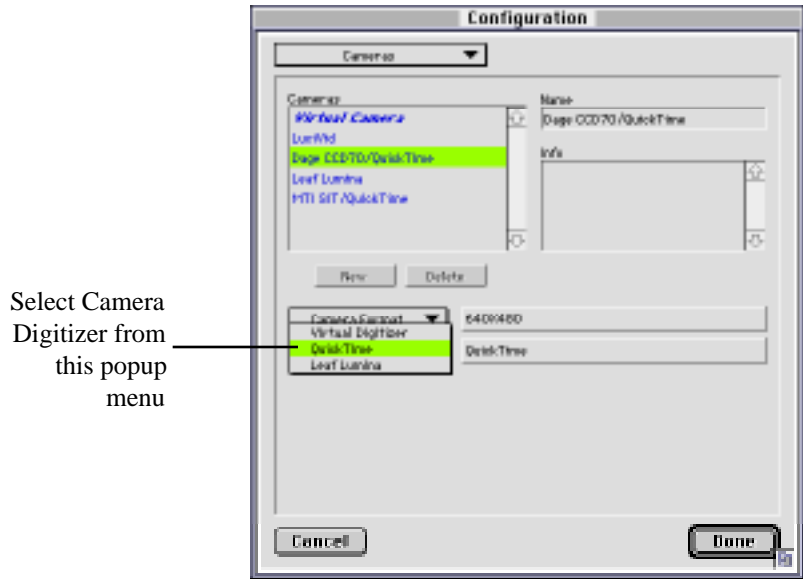 Configuration
Cameras
Cameras
Virtual Camera
LumVid
Dage CCD70/QuickTime
Leaf Lumina
MTI SIT/QuickTime
Name
Dage CCD70/QuickTime
Info
New Delete
Select Camera
Digitizer from
this popup
menu
Camera Format 640X480
Virtual Digitizer
QuickTime QuickTime
Leaf Lumina
Cancel Done